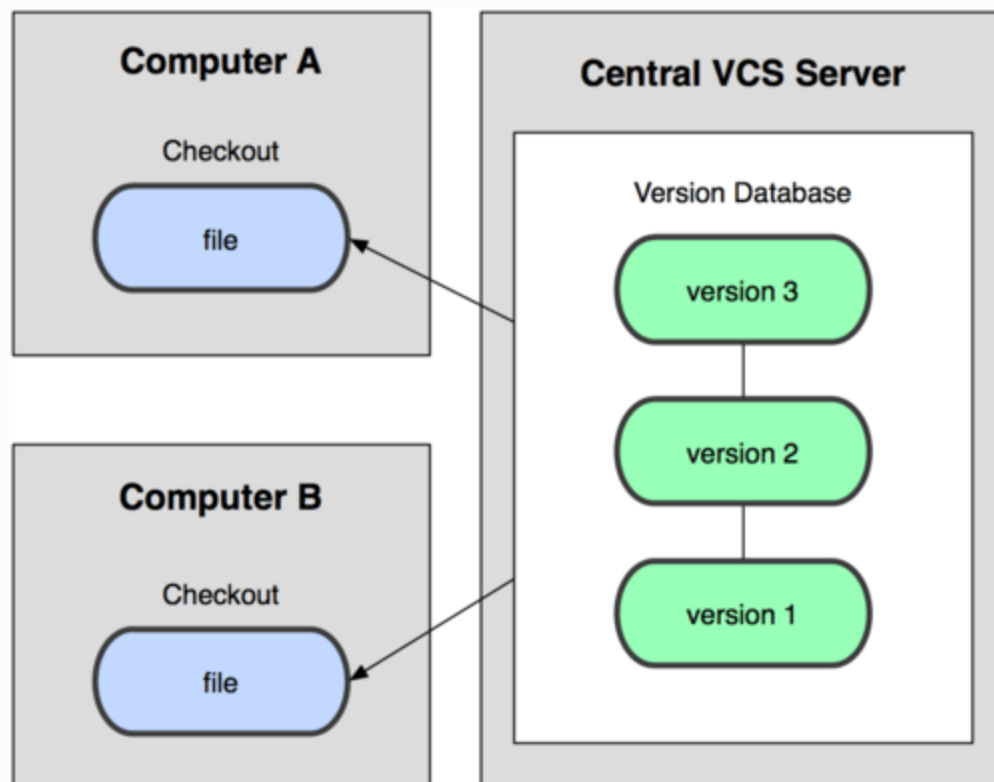 Computer A
Checkout
file
Computer B
Checkout
file
Central VCS Server
Version Database
version 3
version 2
version 1